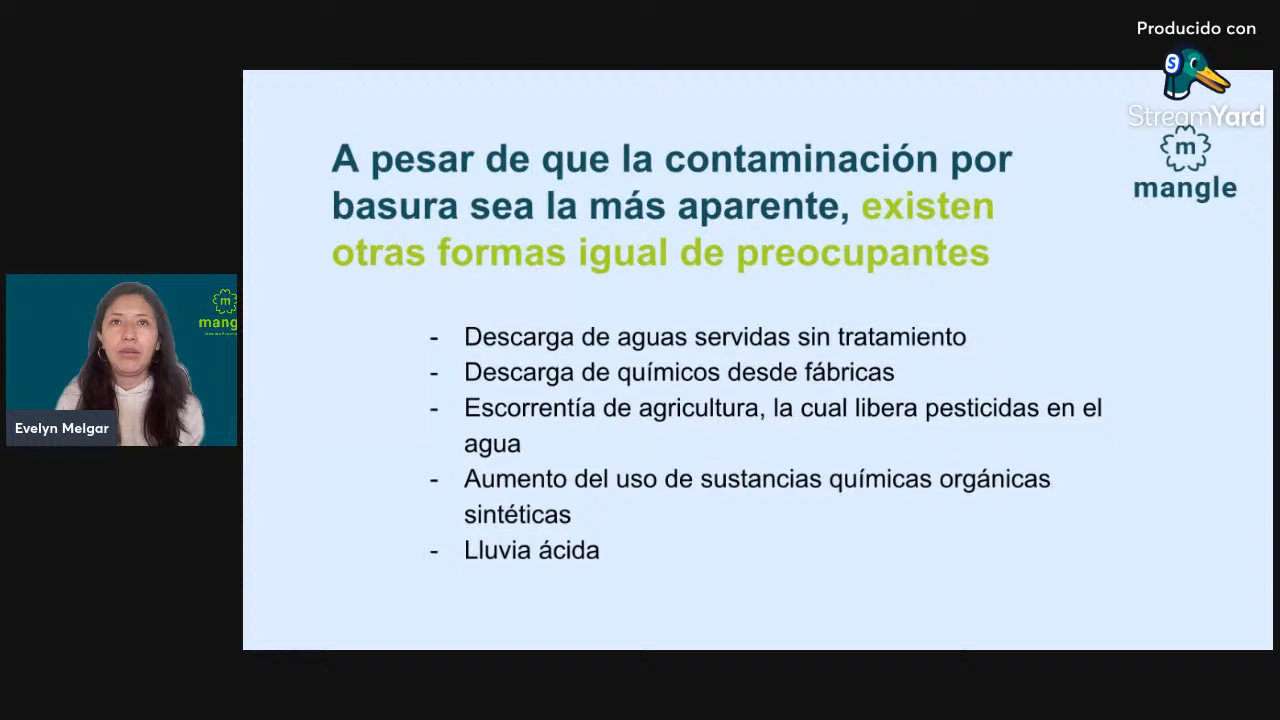 Producido con
StreamYard
m
mangle
A pesar de que la contaminación por
basura sea la más aparente, existen
otras formas igual de preocupantes
- Descarga de aguas servidas sin tratamiento
- Descarga de químicos desde fábricas
- Escorrentía de agricultura, la cual libera pesticidas en el
agua
- Aumento del uso de sustancias químicas orgánicas
sintéticas
- Lluvia ácida
m
mang
Evelyn Melgar